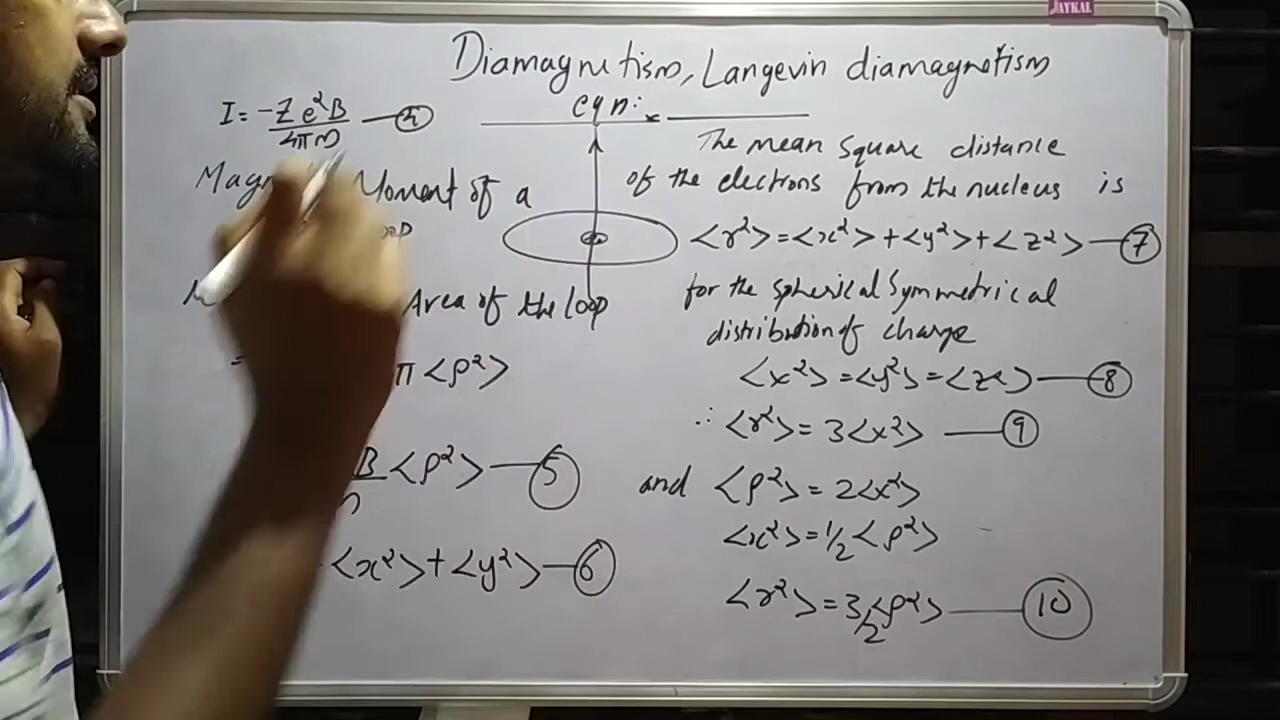 JAYKAL
Diamagnetism, Langevin diamagnetism
eqn:
I = -Z e²B / 4πm — 4
Moment of a
Area of the loop
= π <ρ²>
B <ρ²> — 5
<x²> + <y²> — 6
The mean square distance
of the electrons from the nucleus is
<r²> = <x²> + <y²> + <z²> — 7
for the spherical symmetrical
distribution of charge
<x²> = <y²> = <z²> — 8
∴ <r²> = 3<x²> — 9
and <ρ²> = 2<x²>
<x²> = 1/2 <ρ²>
<r²> = 3/2 <ρ²> — 10